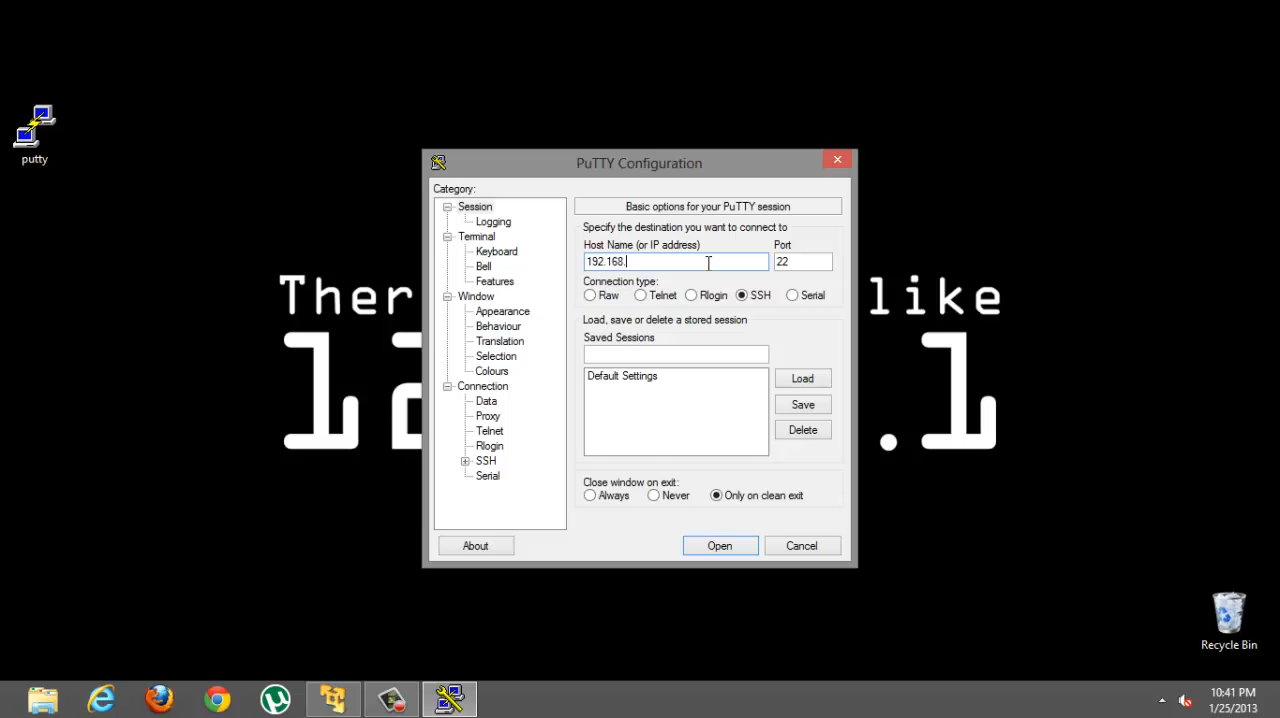 putty
PuTTY Configuration
Category:
Session
Logging
Terminal
Keyboard
Bell
Features
Window
Appearance
Behaviour
Translation
Selection
Colours
Connection
Data
Proxy
Telnet
Rlogin
SSH
Serial
Basic options for your PuTTY session
Specify the destination you want to connect to
Host Name (or IP address) Port
192.168. 22
Connection type:
Raw Telnet Rlogin SSH Serial
Load, save or delete a stored session
Saved Sessions
Default Settings
Load
Save
Delete
Close window on exit:
Always Never Only on clean exit
About Open Cancel
Ther like
.1
Recycle Bin
10:41 PM
1/25/2013